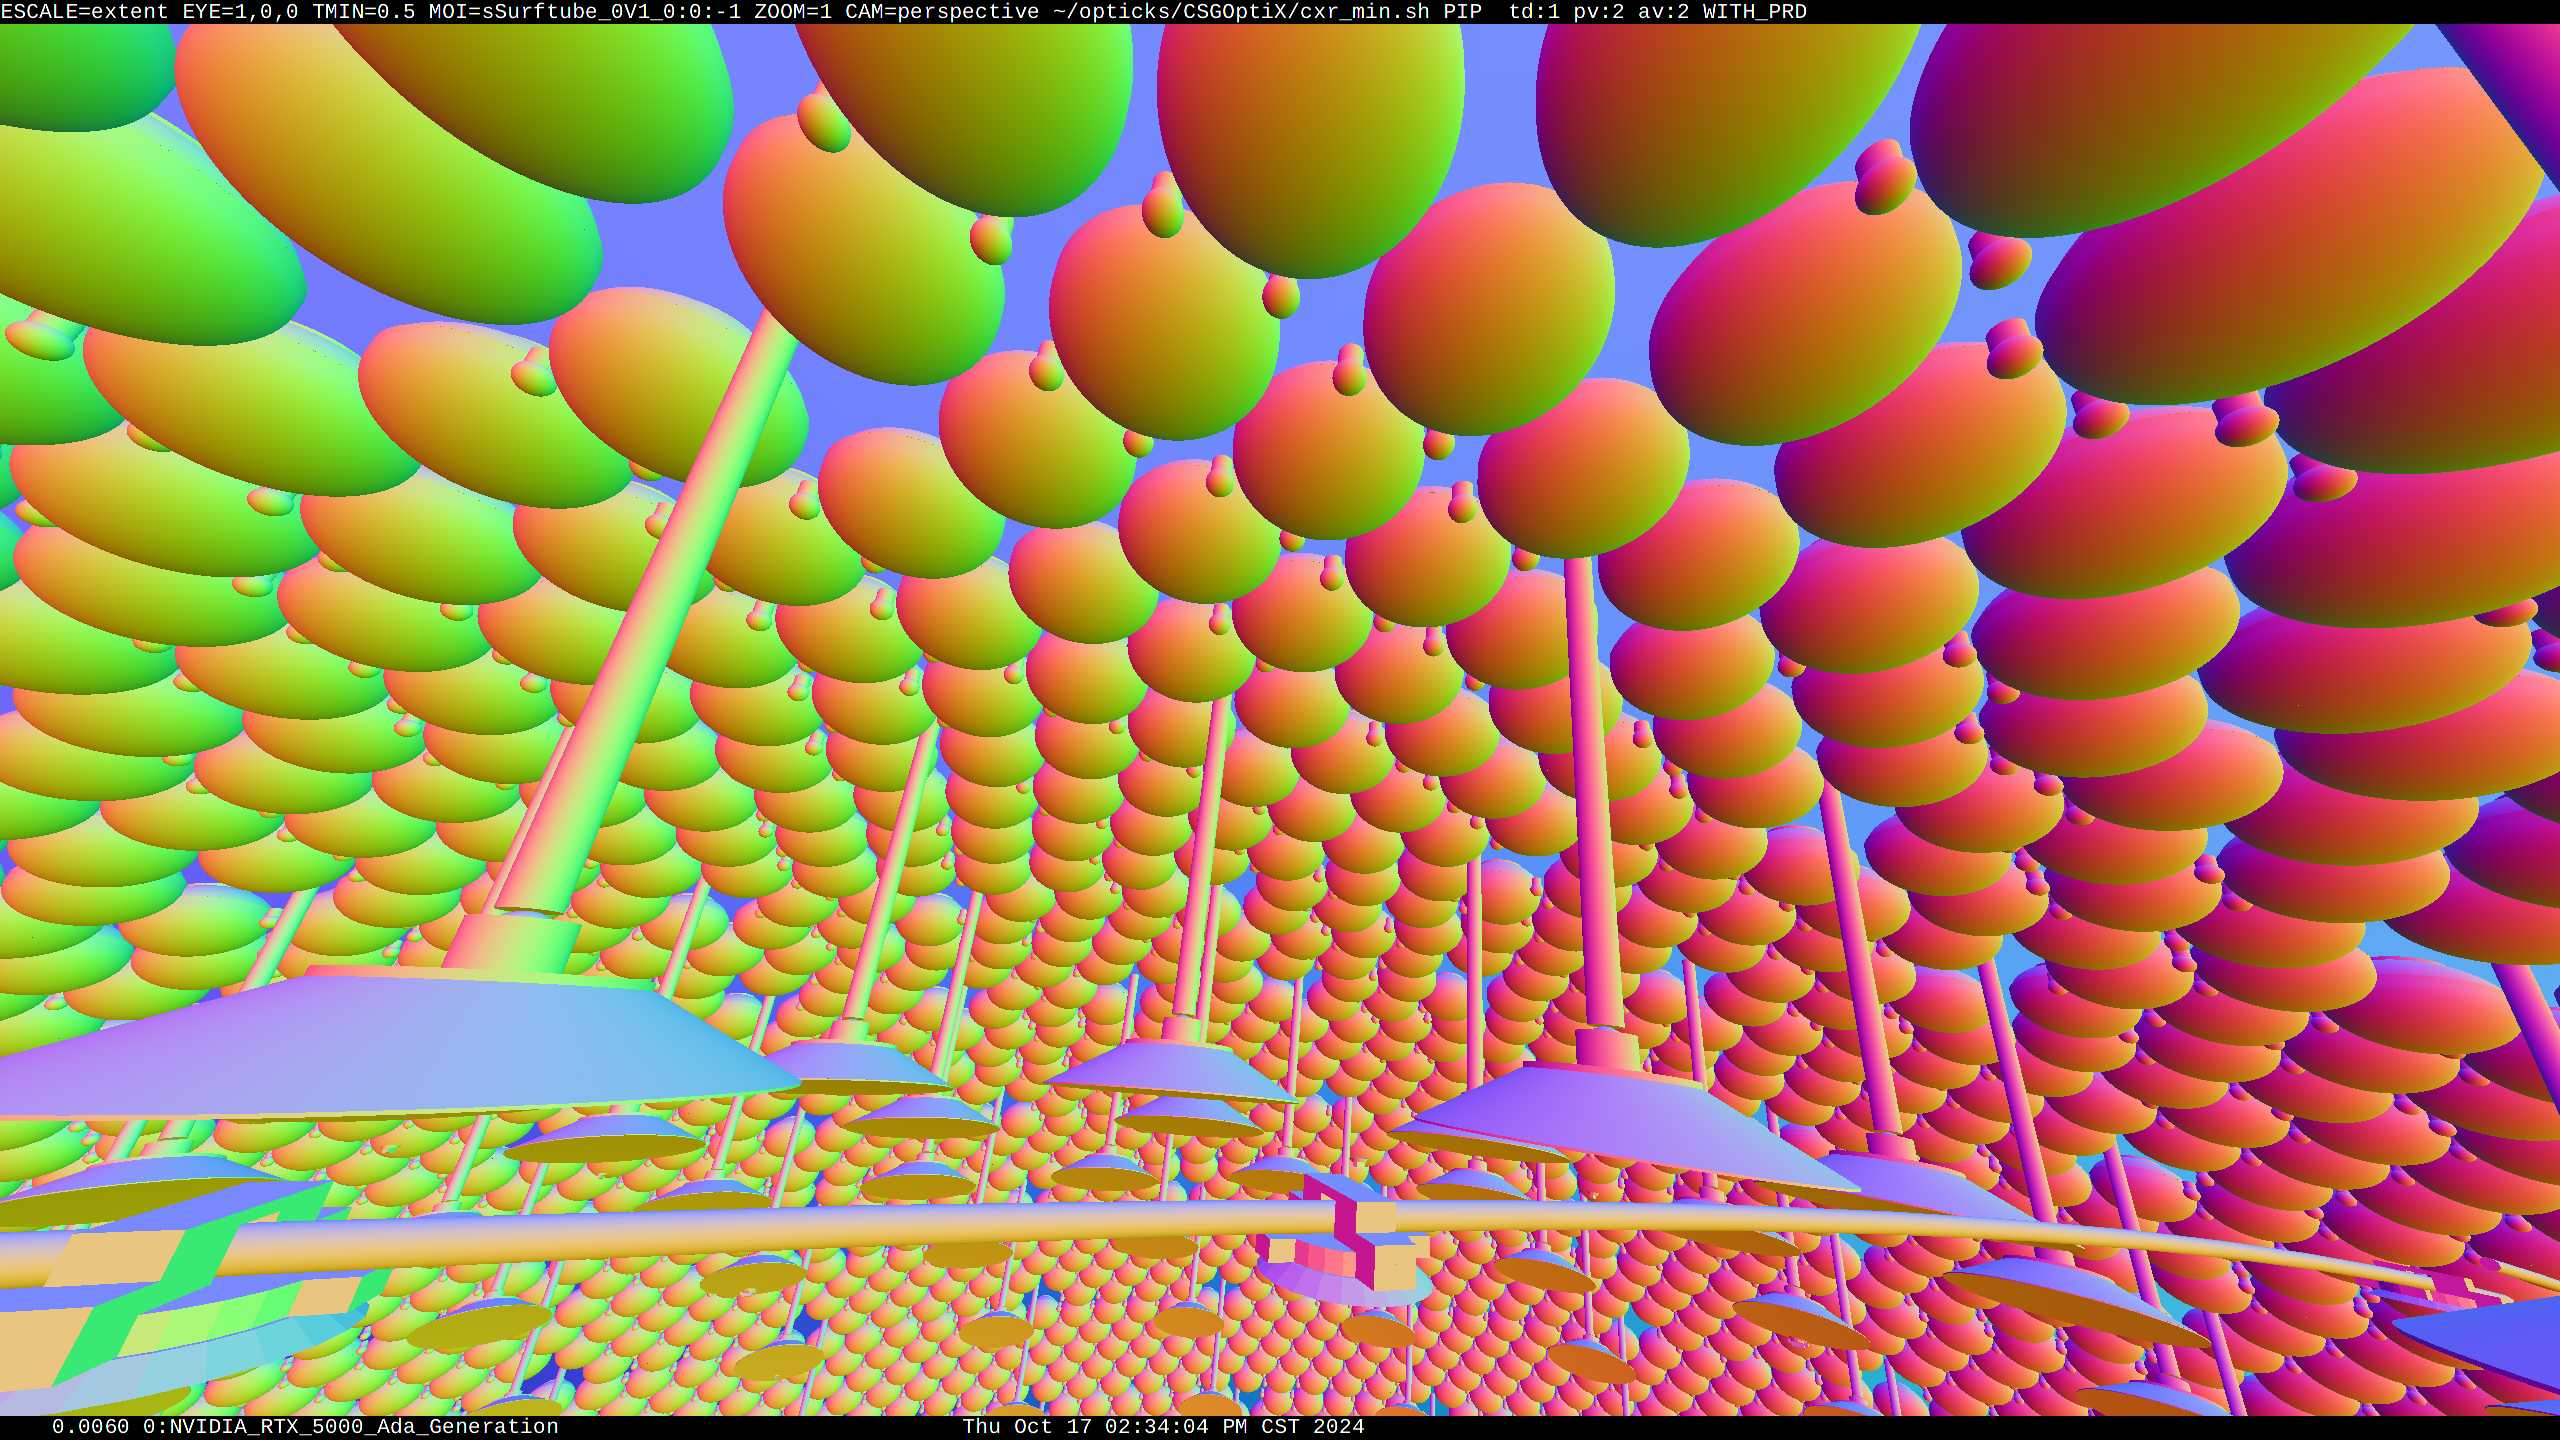 ESCALE=extent EYE=1,0,0 TMIN=0.5 MOI=sSurftube_0V1_0:0:-1 ZOOM=1 CAM=perspective ~/opticks/CSGOptiX/cxr_min.sh PIP  td:1 pv:2 av:2 WITH_PRD
0.0060 0:NVIDIA_RTX_5000_Ada_Generation Thu Oct 17 02:34:04 PM CST 2024